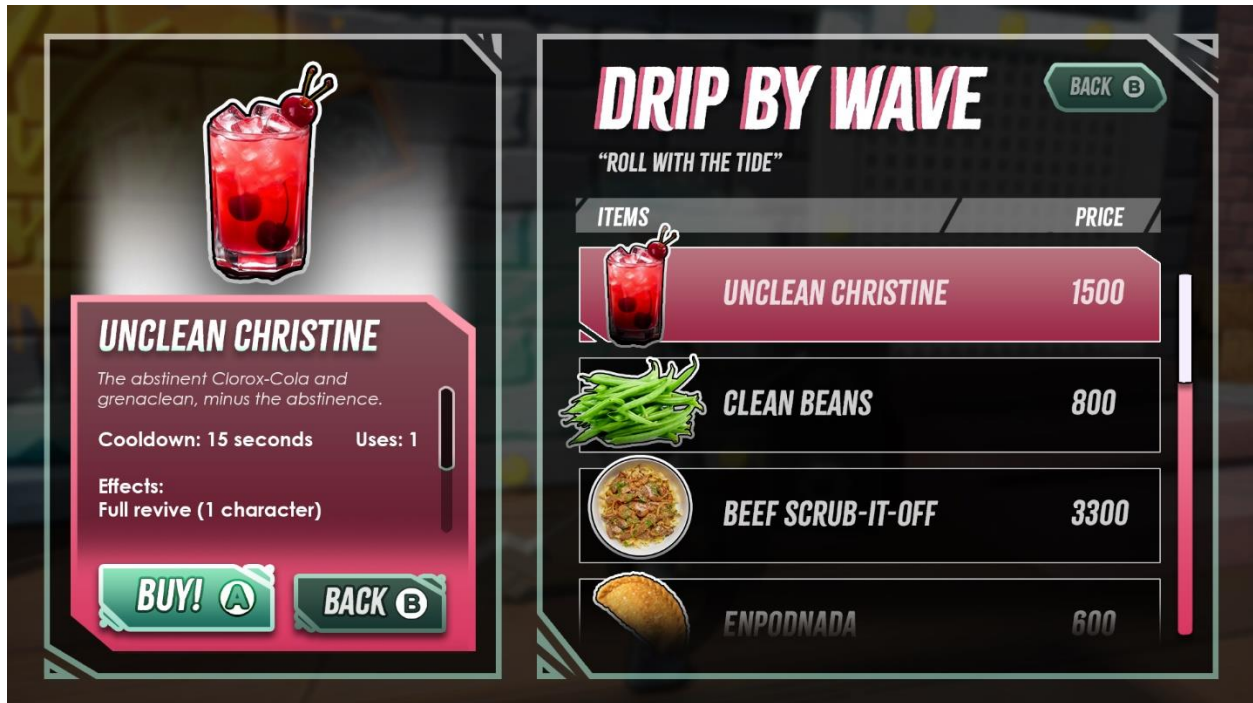 UNCLEAN CHRISTINE
The abstinent Clorox-Cola and
grenaclean, minus the abstinence.
Cooldown: 15 seconds Uses: 1
Effects:
Full revive (1 character)
BUY! A
BACK B
DRIP BY WAVE
BACK B
“ROLL WITH THE TIDE”
ITEMS PRICE
UNCLEAN CHRISTINE 1500
CLEAN BEANS 800
BEEF SCRUB-IT-OFF 3300
ENPODNADA 600